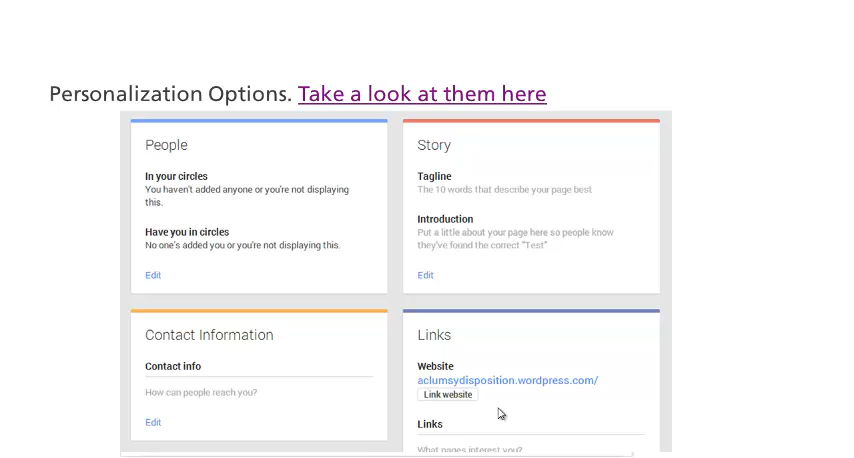 Personalization Options. Take a look at them here
People
In your circles
You haven't added anyone or you're not displaying
this.
Have you in circles
No one's added you or you're not displaying this.
Edit
Story
Tagline
The 10 words that describe your page best
Introduction
Put a little about your page here so people know
they've found the correct "Test"
Edit
Contact Information
Contact info
How can people reach you?
Edit
Links
Website
aclumsydisposition.wordpress.com/
Link website
Links
What pages interest you?